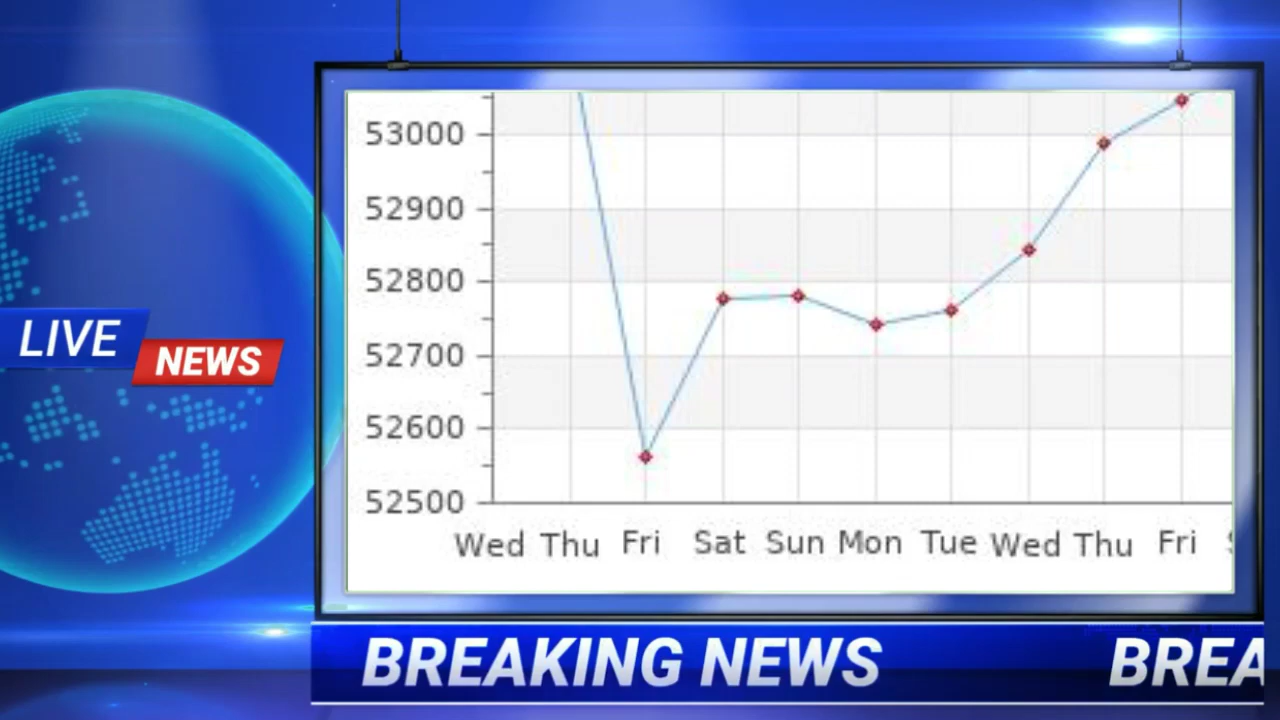 LIVE
NEWS
53000
52900
52800
52700
52600
52500
Wed Thu Fri Sat Sun Mon Tue Wed Thu Fri
BREAKING NEWS BREA